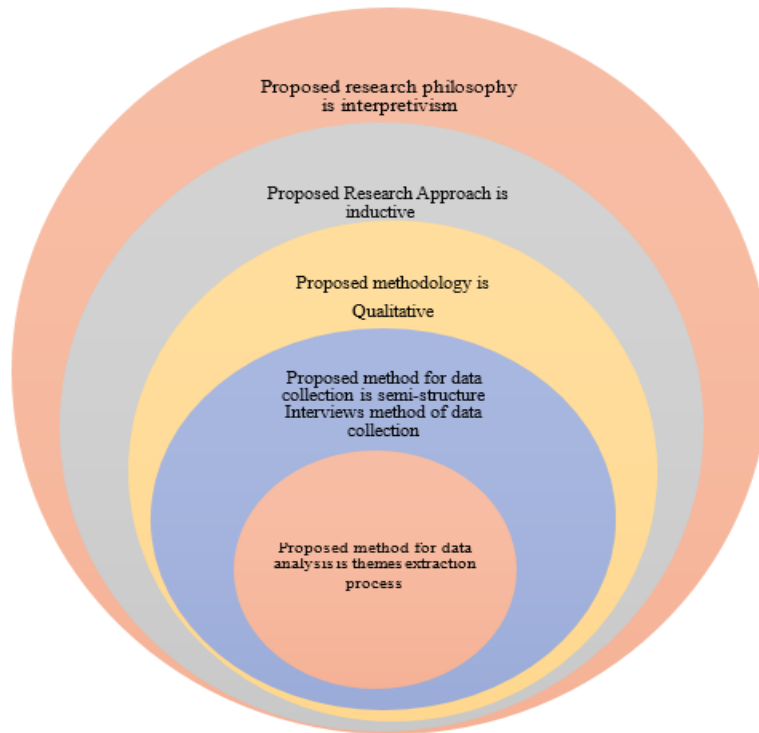 Proposed research philosophy
is interpretivism
Proposed Research Approach is
inductive
Proposed methodology is
Qualitative
Proposed method for data
collection is semi-structure
Interviews method of data
collection
Proposed method for data
analysis is themes extraction
process